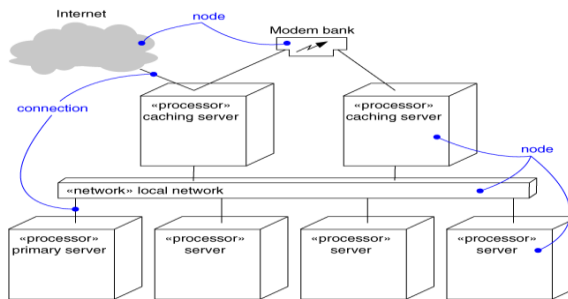 Internet
node
Modem bank
connection
«processor»
caching server
«processor»
caching server
node
«network» local network
«processor»
primary server
«processor»
server
«processor»
server
«processor»
server